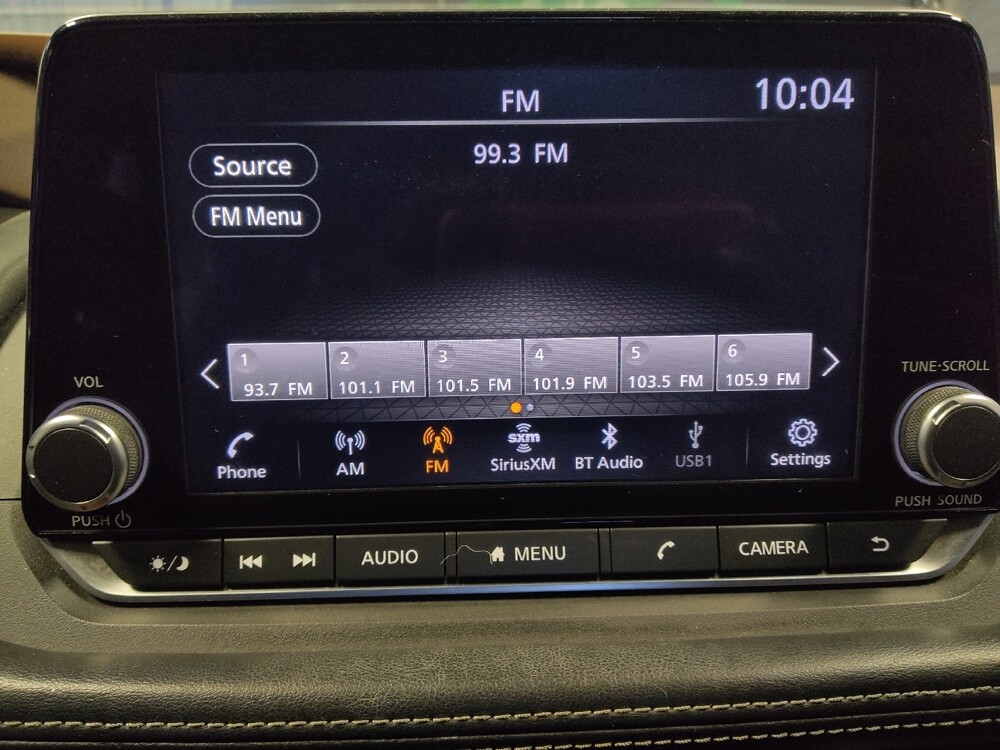 FM
10:04
99.3 FM
Source
FM Menu
1
93.7 FM
2
101.1 FM
3
101.5 FM
4
101.9 FM
5
103.5 FM
6
105.9 FM
VOL
TUNE·SCROLL
Phone
AM
FM
sxm
SiriusXM
BT Audio
USB1
Settings
PUSH
PUSH SOUND
AUDIO
MENU
CAMERA